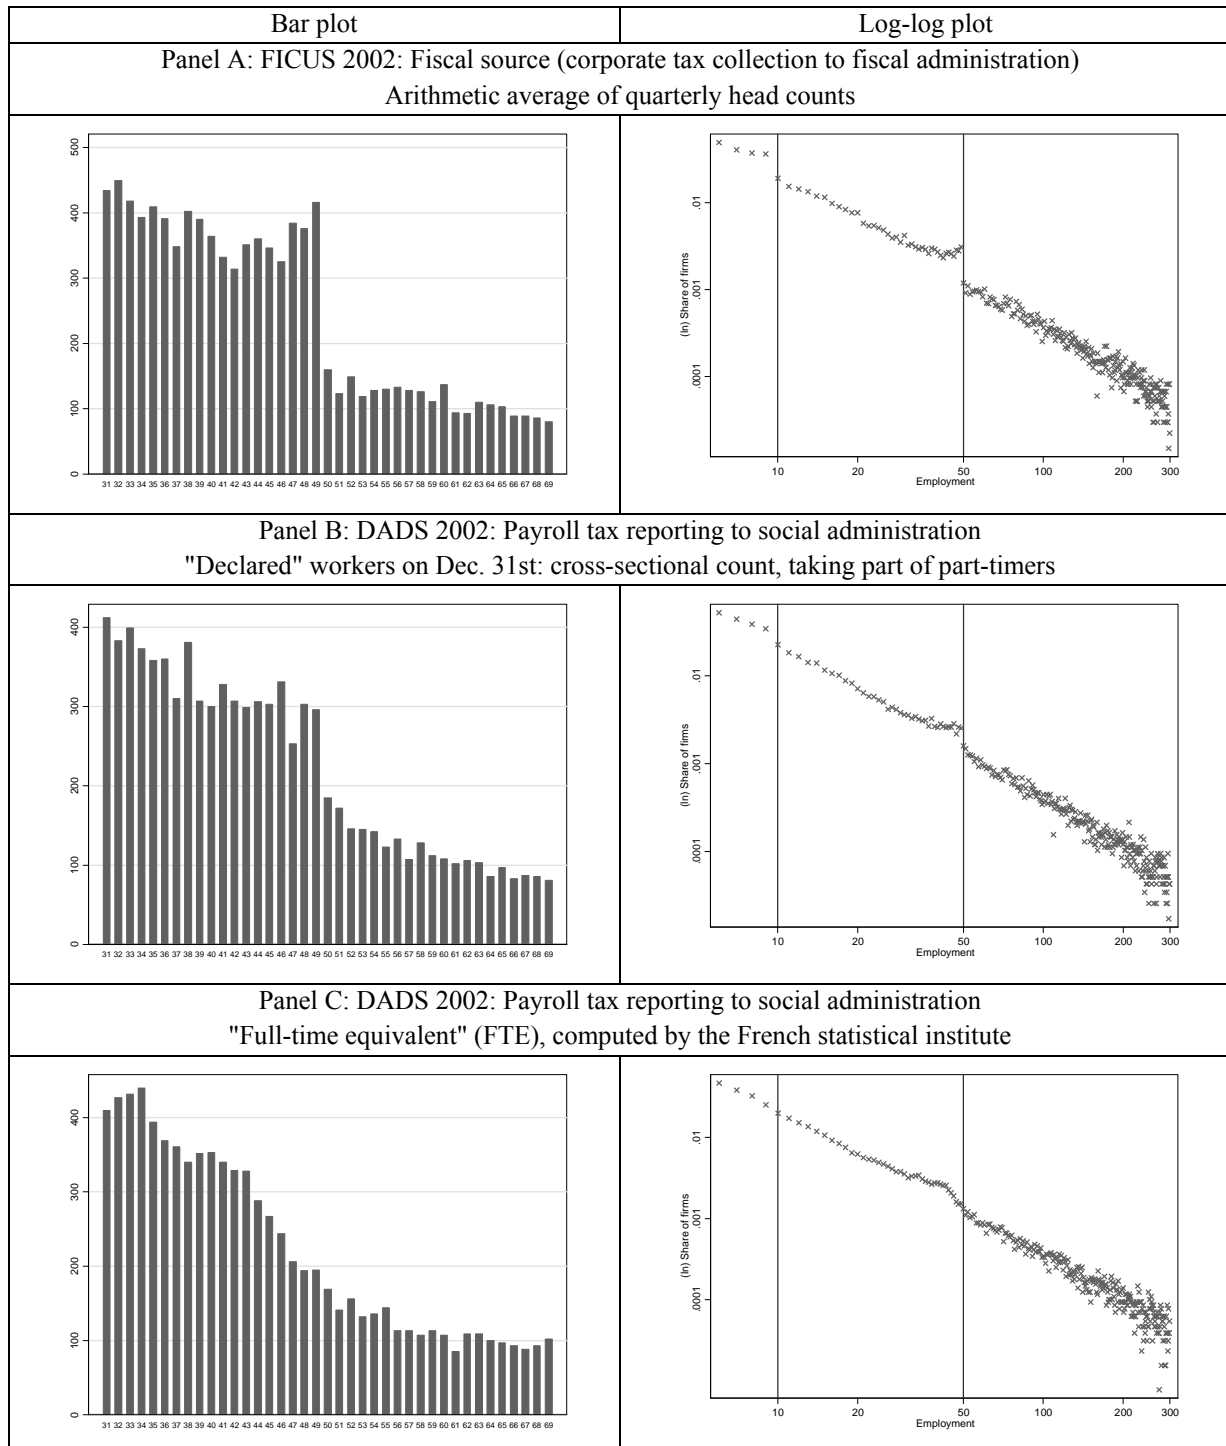 Bar plot
Log-log plot
Panel A: FICUS 2002: Fiscal source (corporate tax collection to fiscal administration)
Arithmetic average of quarterly head counts
500
400
300
200
100
0
31 32 33 34 35 36 37 38 39 40 41 42 43 44 45 46 47 48 49 50 51 52 53 54 55 56 57 58 59 60 61 62 63 64 65 66 67 68 69
(ln) Share of firms
.01
.001
.0001
10 20 50 100 200 300
Employment
Panel B: DADS 2002: Payroll tax reporting to social administration
"Declared" workers on Dec. 31st: cross-sectional count, taking part of part-timers
400
300
200
100
0
31 32 33 34 35 36 37 38 39 40 41 42 43 44 45 46 47 48 49 50 51 52 53 54 55 56 57 58 59 60 61 62 63 64 65 66 67 68 69
(ln) Share of firms
.01
.001
.0001
10 20 50 100 200 300
Employment
Panel C: DADS 2002: Payroll tax reporting to social administration
"Full-time equivalent" (FTE), computed by the French statistical institute
400
300
200
100
0
31 32 33 34 35 36 37 38 39 40 41 42 43 44 45 46 47 48 49 50 51 52 53 54 55 56 57 58 59 60 61 62 63 64 65 66 67 68 69
(ln) Share of firms
.01
.001
.0001
10 20 50 100 200 300
Employment